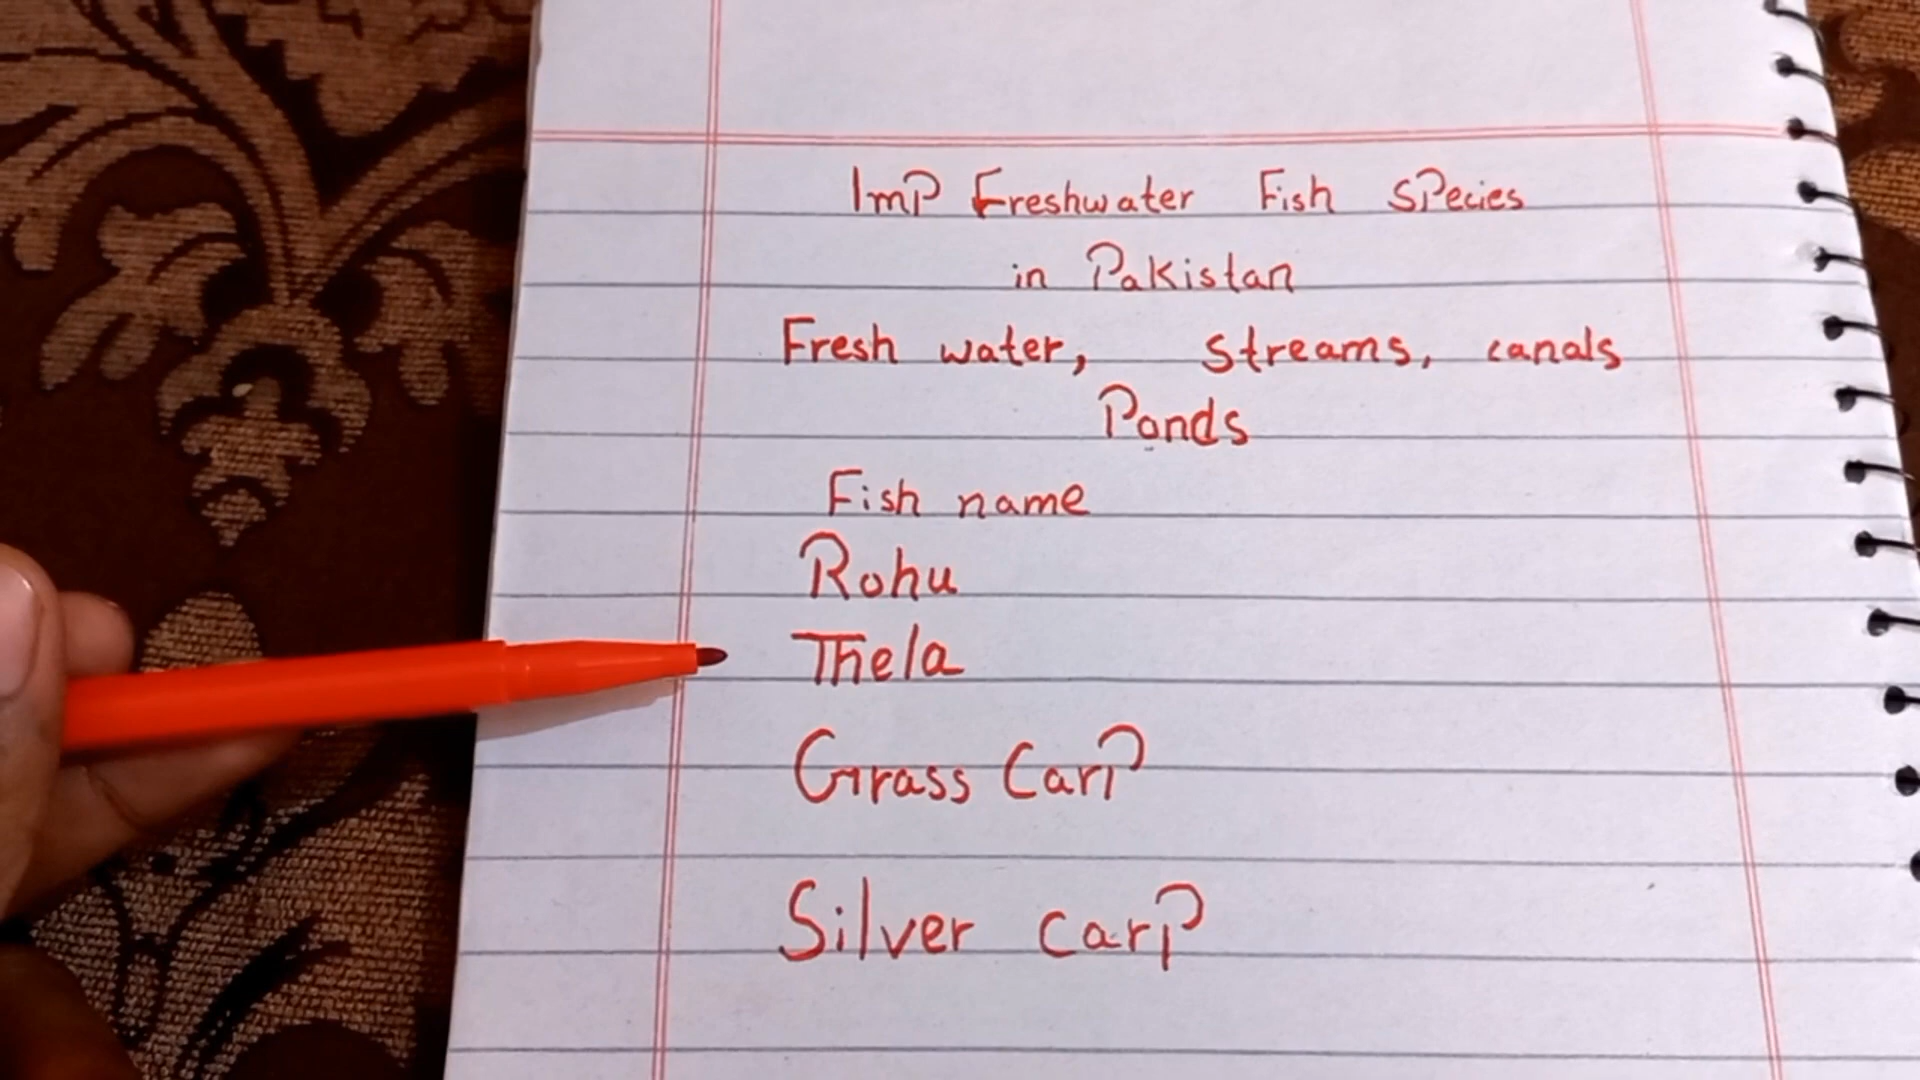 Imp Freshwater Fish Species
in Pakistan
Fresh water, streams, canals
Ponds
Fish name
Rohu
Thela
Grass Carp
Silver carp